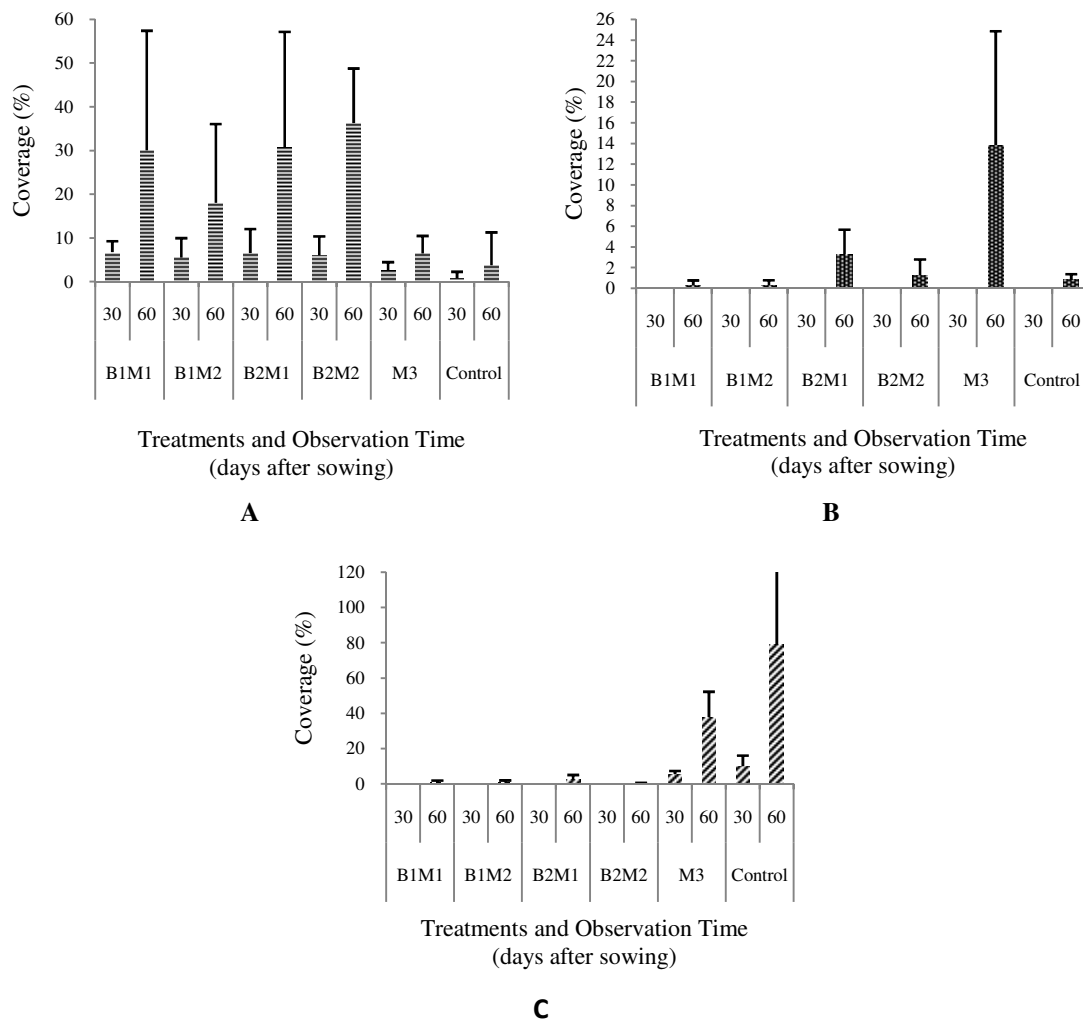 60
50
40
30
20
10
0
Coverage (%)
30 60 30 60 30 60 30 60 30 60 30 60
B1M1 B1M2 B2M1 B2M2 M3 Control
Treatments and Observation Time
(days after sowing)
A
26
24
22
20
18
16
14
12
10
8
6
4
2
0
Coverage (%)
30 60 30 60 30 60 30 60 30 60 30 60
B1M1 B1M2 B2M1 B2M2 M3 Control
Treatments and Observation Time
(days after sowing)
B
120
100
80
60
40
20
0
Coverage (%)
30 60 30 60 30 60 30 60 30 60 30 60
B1M1 B1M2 B2M1 B2M2 M3 Control
Treatments and Observation Time
(days after sowing)
C